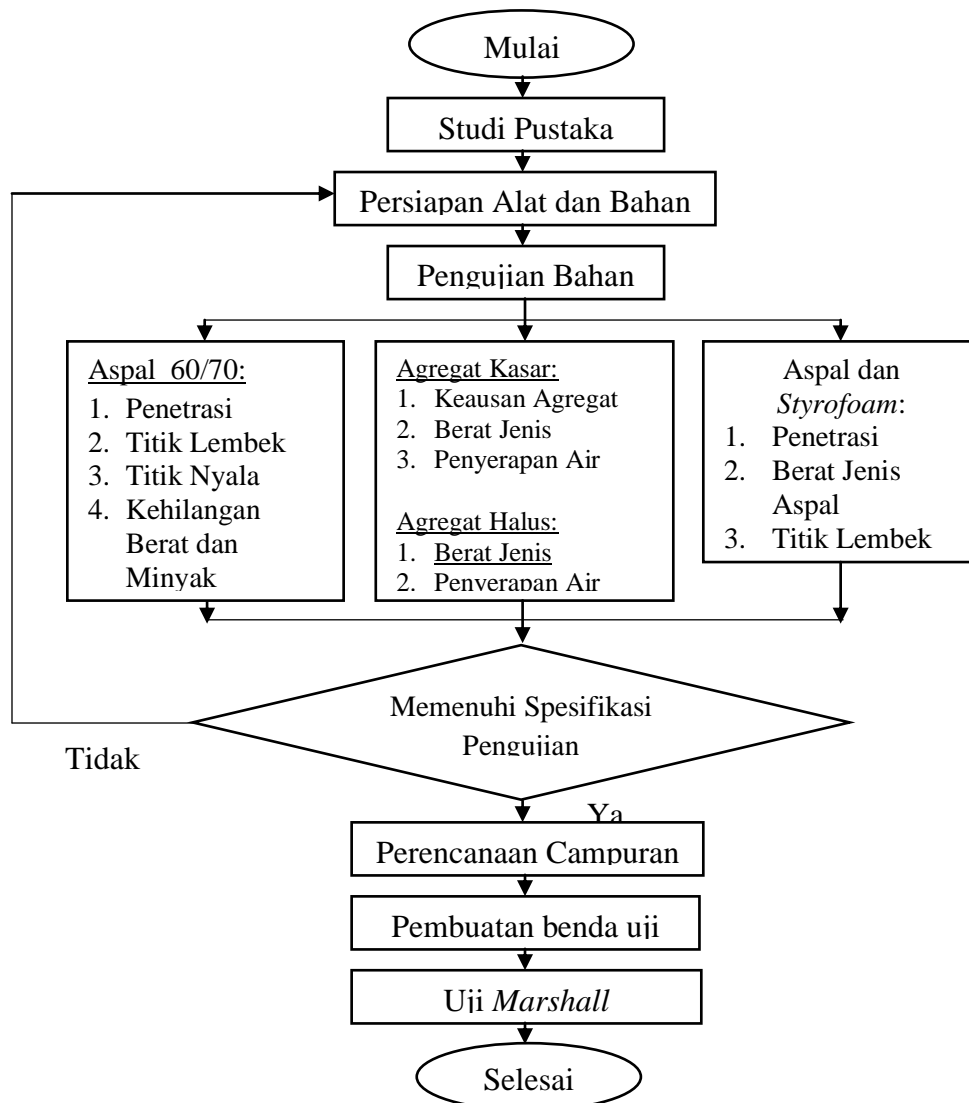 Mulai
Studi Pustaka
Persiapan Alat dan Bahan
Pengujian Bahan
Aspal 60/70:
1. Penetrasi
2. Titik Lembek
3. Titik Nyala
4. Kehilangan
Berat dan
Minyak
Agregat Kasar:
1. Keausan Agregat
2. Berat Jenis
3. Penyerapan Air
Agregat Halus:
1. Berat Jenis
2. Penyerapan Air
Aspal dan
Styrofoam:
1. Penetrasi
2. Berat Jenis
Aspal
3. Titik Lembek
Memenuhi Spesifikasi
Pengujian
Tidak
Ya
Perencanaan Campuran
Pembuatan benda uji
Uji Marshall
Selesai